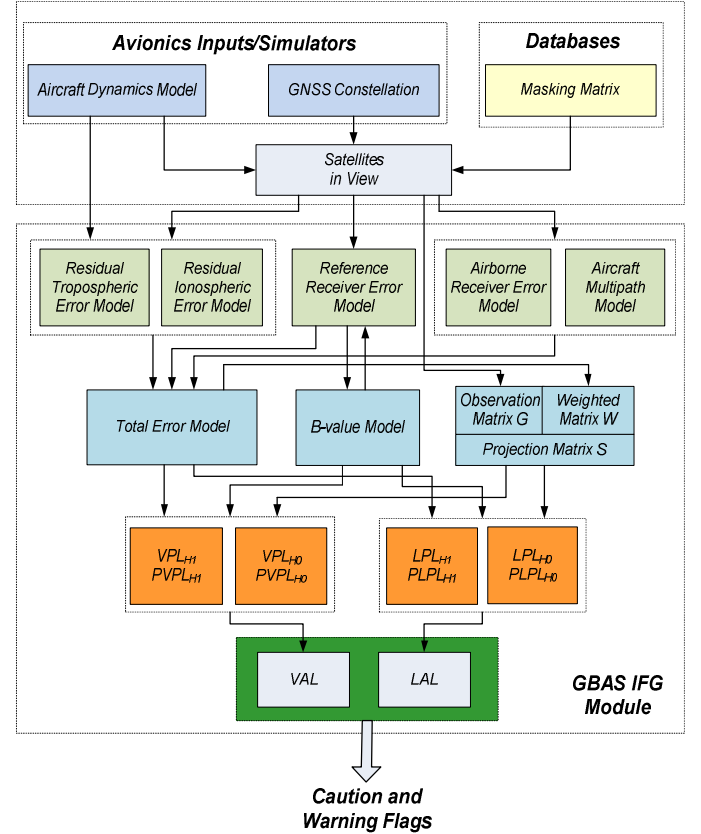 Avionics Inputs/Simulators
Databases
Aircraft Dynamics Model
GNSS Constellation
Masking Matrix
Satellites
in View
Residual
Tropospheric
Error Model
Residual
Ionospheric
Error Model
Reference
Receiver Error
Model
Airborne
Receiver Error
Model
Aircraft
Multipath
Model
Total Error Model
B-value Model
Observation
Matrix G
Weighted
Matrix W
Projection Matrix S
VPLH1
PVPLH1
VPLH0
PVPLH0
LPLH1
PLPLH1
LPLH0
PLPLH0
VAL
LAL
GBAS IFG
Module
Caution and
Warning Flags